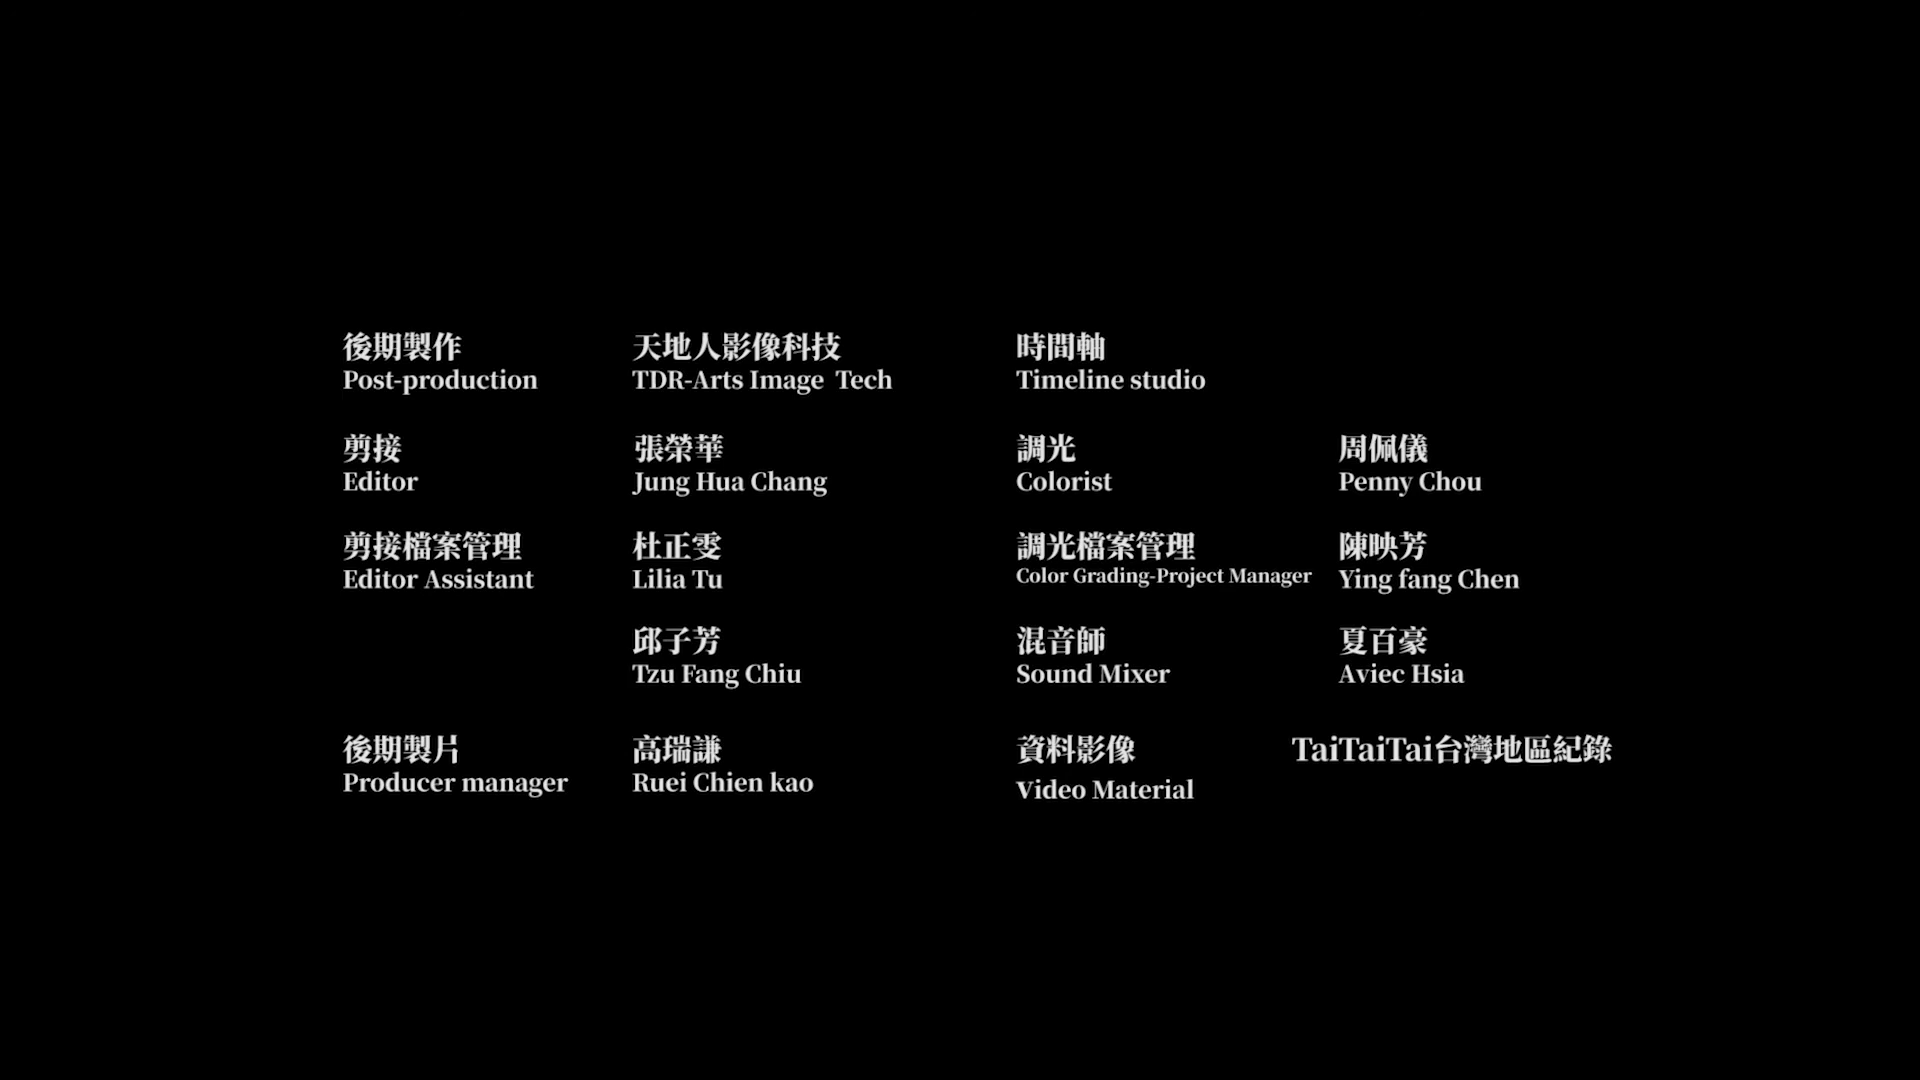 後期製作
Post-production
天地人影像科技
TDR-Arts Image Tech
時間軸
Timeline studio
剪接
Editor
張榮華
Jung Hua Chang
調光
Colorist
周佩儀
Penny Chou
剪接檔案管理
Editor Assistant
杜正雯
Lilia Tu
調光檔案管理
Color Grading-Project Manager
陳映芳
Ying fang Chen
邱子芳
Tzu Fang Chiu
混音師
Sound Mixer
夏百豪
Aviec Hsia
後期製片
Producer manager
高瑞謙
Ruei Chien kao
資料影像
Video Material
TaiTaiTai台灣地區紀錄